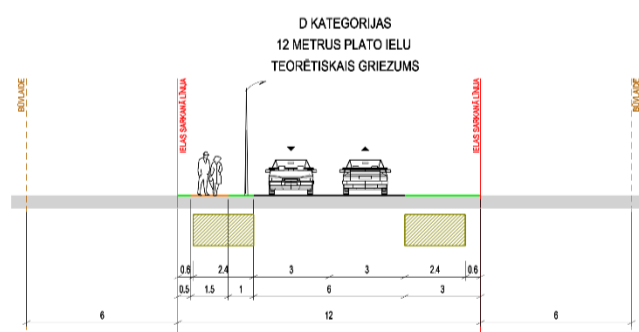 D KATEGORIJAS
12 METRUS PLATO IELU
TEORĒTISKAIS GRIEZUMS
BŪVLAIDE
IELAS SARKANĀ LĪNIJA
IELAS SARKANĀ LĪNIJA
BŪVLAIDE
0.6 2.4 3 3 2.4 0.6
0.5 1.5 1 6 3
6 12 6